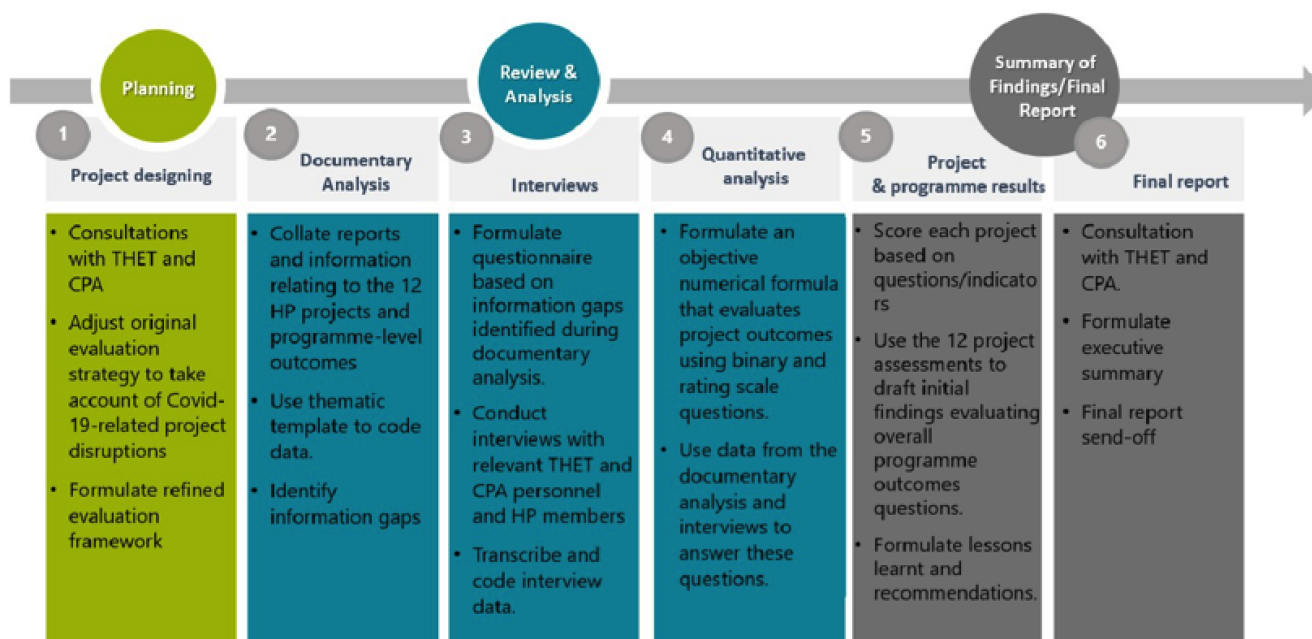 Planning
Review &
Analysis
Summary of
Findings/Final
Report
1
Project designing
2
Documentary
Analysis
3
Interviews
4
Quantitative
analysis
5
Project
& programme results
6
Final report
• Consultations
with THET and
CPA
• Adjust original
evaluation
strategy to take
account of Covid-
19-related project
disruptions
• Formulate refined
evaluation
framework
• Collate reports
and information
relating to the 12
HP projects and
programme-level
outcomes
• Use thematic
template to code
data.
• Identify
information gaps
• Formulate
questionnaire
based on
information gaps
identified during
documentary
analysis.
• Conduct
interviews with
relevant THET and
CPA personnel
and HP members
• Transcribe and
code interview
data.
• Formulate an
objective
numerical formula
that evaluates
project outcomes
using binary and
rating scale
questions.
• Use data from the
documentary
analysis and
interviews to
answer these
questions.
• Score each project
based on
questions/indicato
rs
• Use the 12 project
assessments to
draft initial
findings evaluating
overall
programme
outcomes
questions.
• Formulate lessons
learnt and
recommendations.
• Consultation
with THET and
CPA.
• Formulate
executive
summary
• Final report
send-off